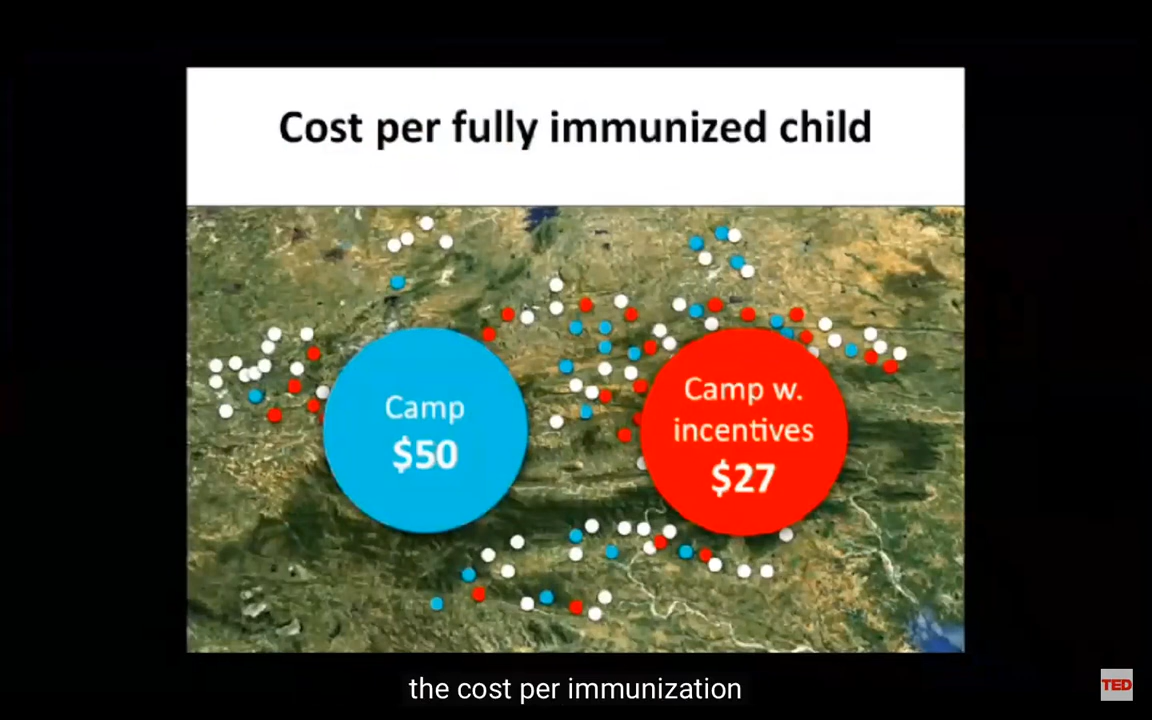 Cost per fully immunized child
Camp
$50
Camp w.
incentives
$27
the cost per immunization
TED